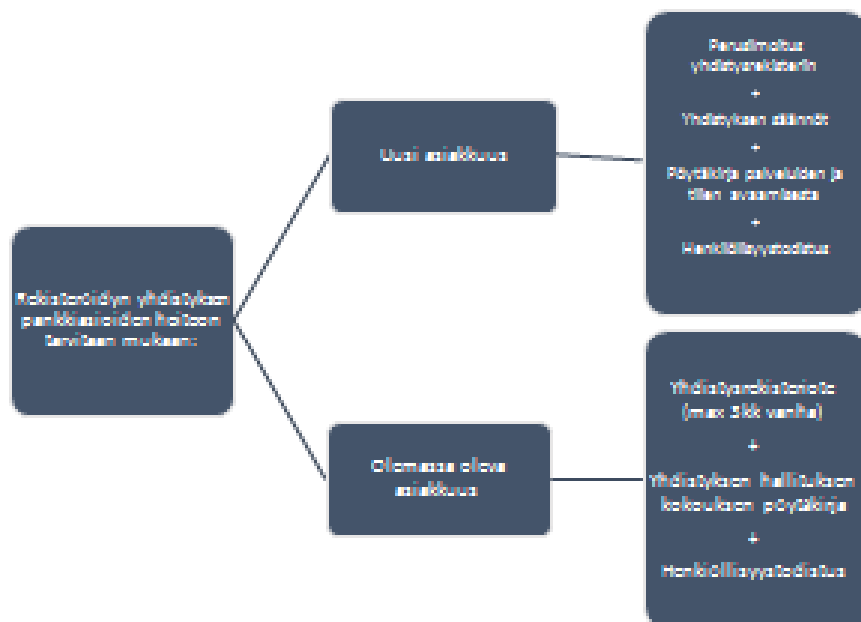 Rekisteröidyn yhdistyksen
pankkiasioiden hoitoon
tarvitaan mukaan:
Uusi asiakkuus
Perusilmoitus
yhdistysrekisteriin
+
Yhdistyksen säännöt
+
Pöytäkirja palveluiden ja
tilien avaamisesta
+
Henkilöllisyystodistus
Olemassa oleva
asiakkuus
Yhdistysrekisteriote
(max 3kk vanha)
+
Yhdistyksen hallituksen
kokouksen pöytäkirja
+
Henkilöllisyystodistus